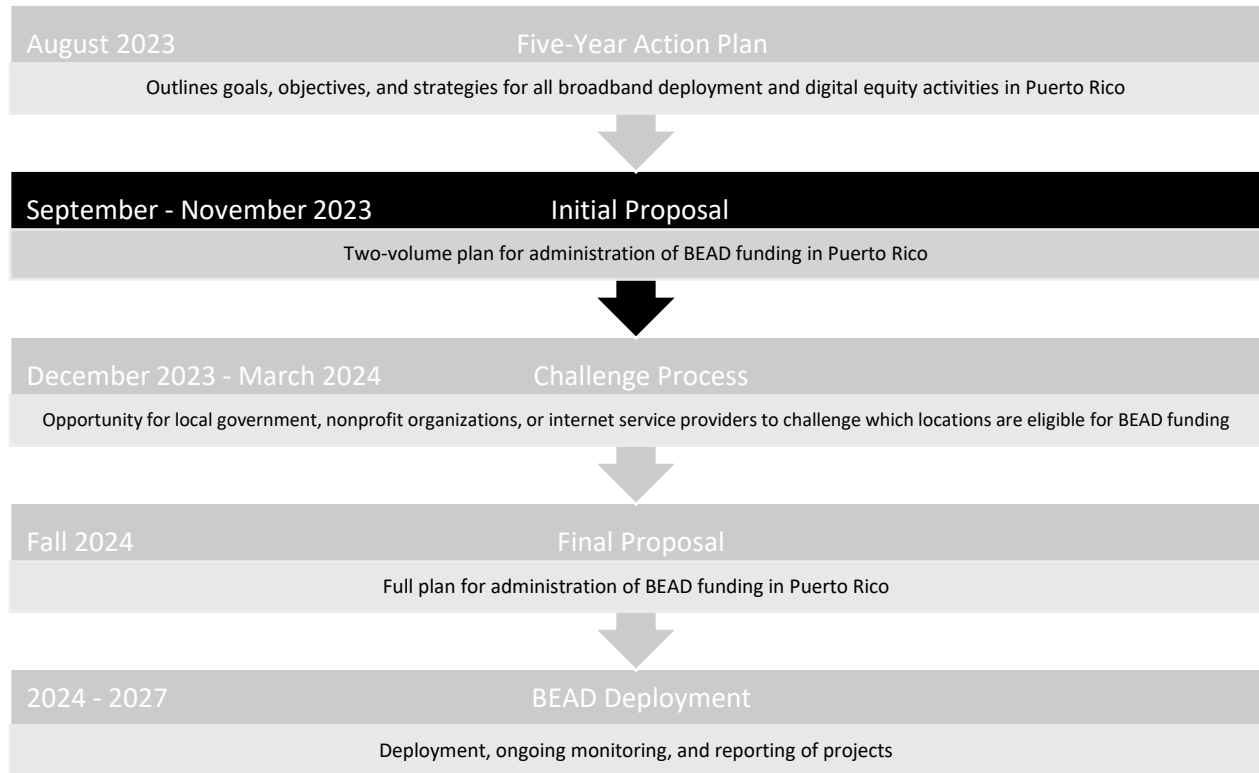 August 2023 Five-Year Action Plan
Outlines goals, objectives, and strategies for all broadband deployment and digital equity activities in Puerto Rico
September - November 2023 Initial Proposal
Two-volume plan for administration of BEAD funding in Puerto Rico
December 2023 - March 2024 Challenge Process
Opportunity for local government, nonprofit organizations, or internet service providers to challenge which locations are eligible for BEAD funding
Fall 2024 Final Proposal
Full plan for administration of BEAD funding in Puerto Rico
2024 - 2027 BEAD Deployment
Deployment, ongoing monitoring, and reporting of projects